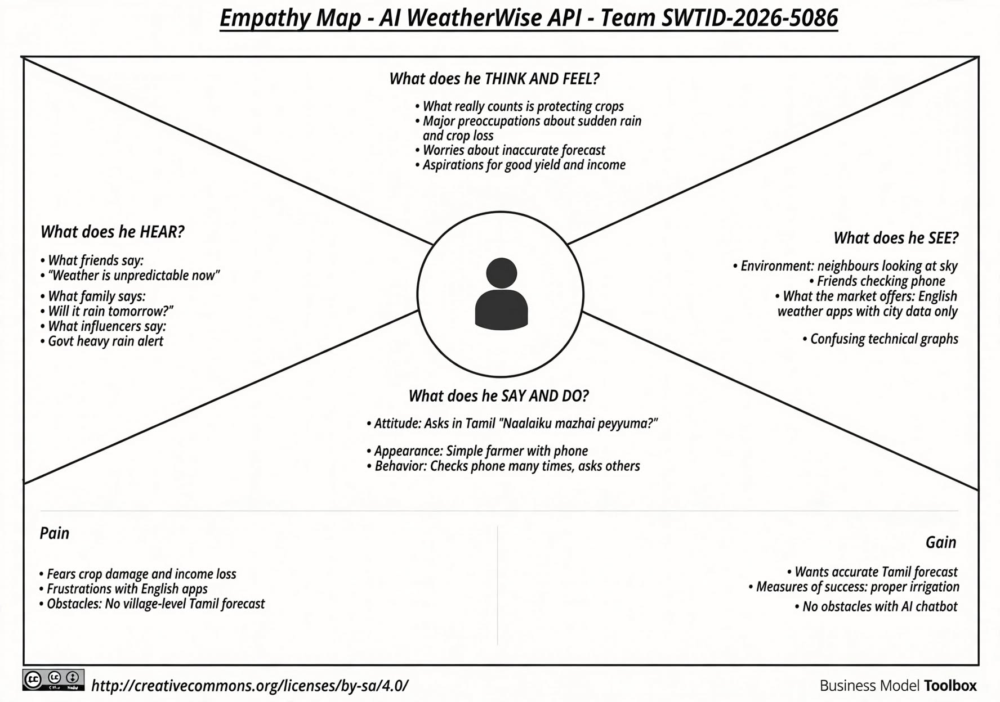 Empathy Map - AI WeatherWise API - Team SWTID-2026-5086
What does he THINK AND FEEL?
• What really counts is protecting crops
• Major preoccupations about sudden rain
and crop loss
• Worries about inaccurate forecast
• Aspirations for good yield and income
What does he HEAR?
• What friends say:
• “Weather is unpredictable now”
• What family says:
• Will it rain tomorrow?”
• What influencers say:
• Govt heavy rain alert
What does he SEE?
• Environment: neighbours looking at sky
• Friends checking phone
• What the market offers: English
weather apps with city data only
• Confusing technical graphs
What does he SAY AND DO?
• Attitude: Asks in Tamil "Naalaiku mazhai peyyuma?"
• Appearance: Simple farmer with phone
• Behavior: Checks phone many times, asks others
Pain
• Fears crop damage and income loss
• Frustrations with English apps
• Obstacles: No village-level Tamil forecast
Gain
• Wants accurate Tamil forecast
• Measures of success: proper irrigation
• No obstacles with AI chatbot
http://creativecommons.org/licenses/by-sa/4.0/
Business Model Toolbox